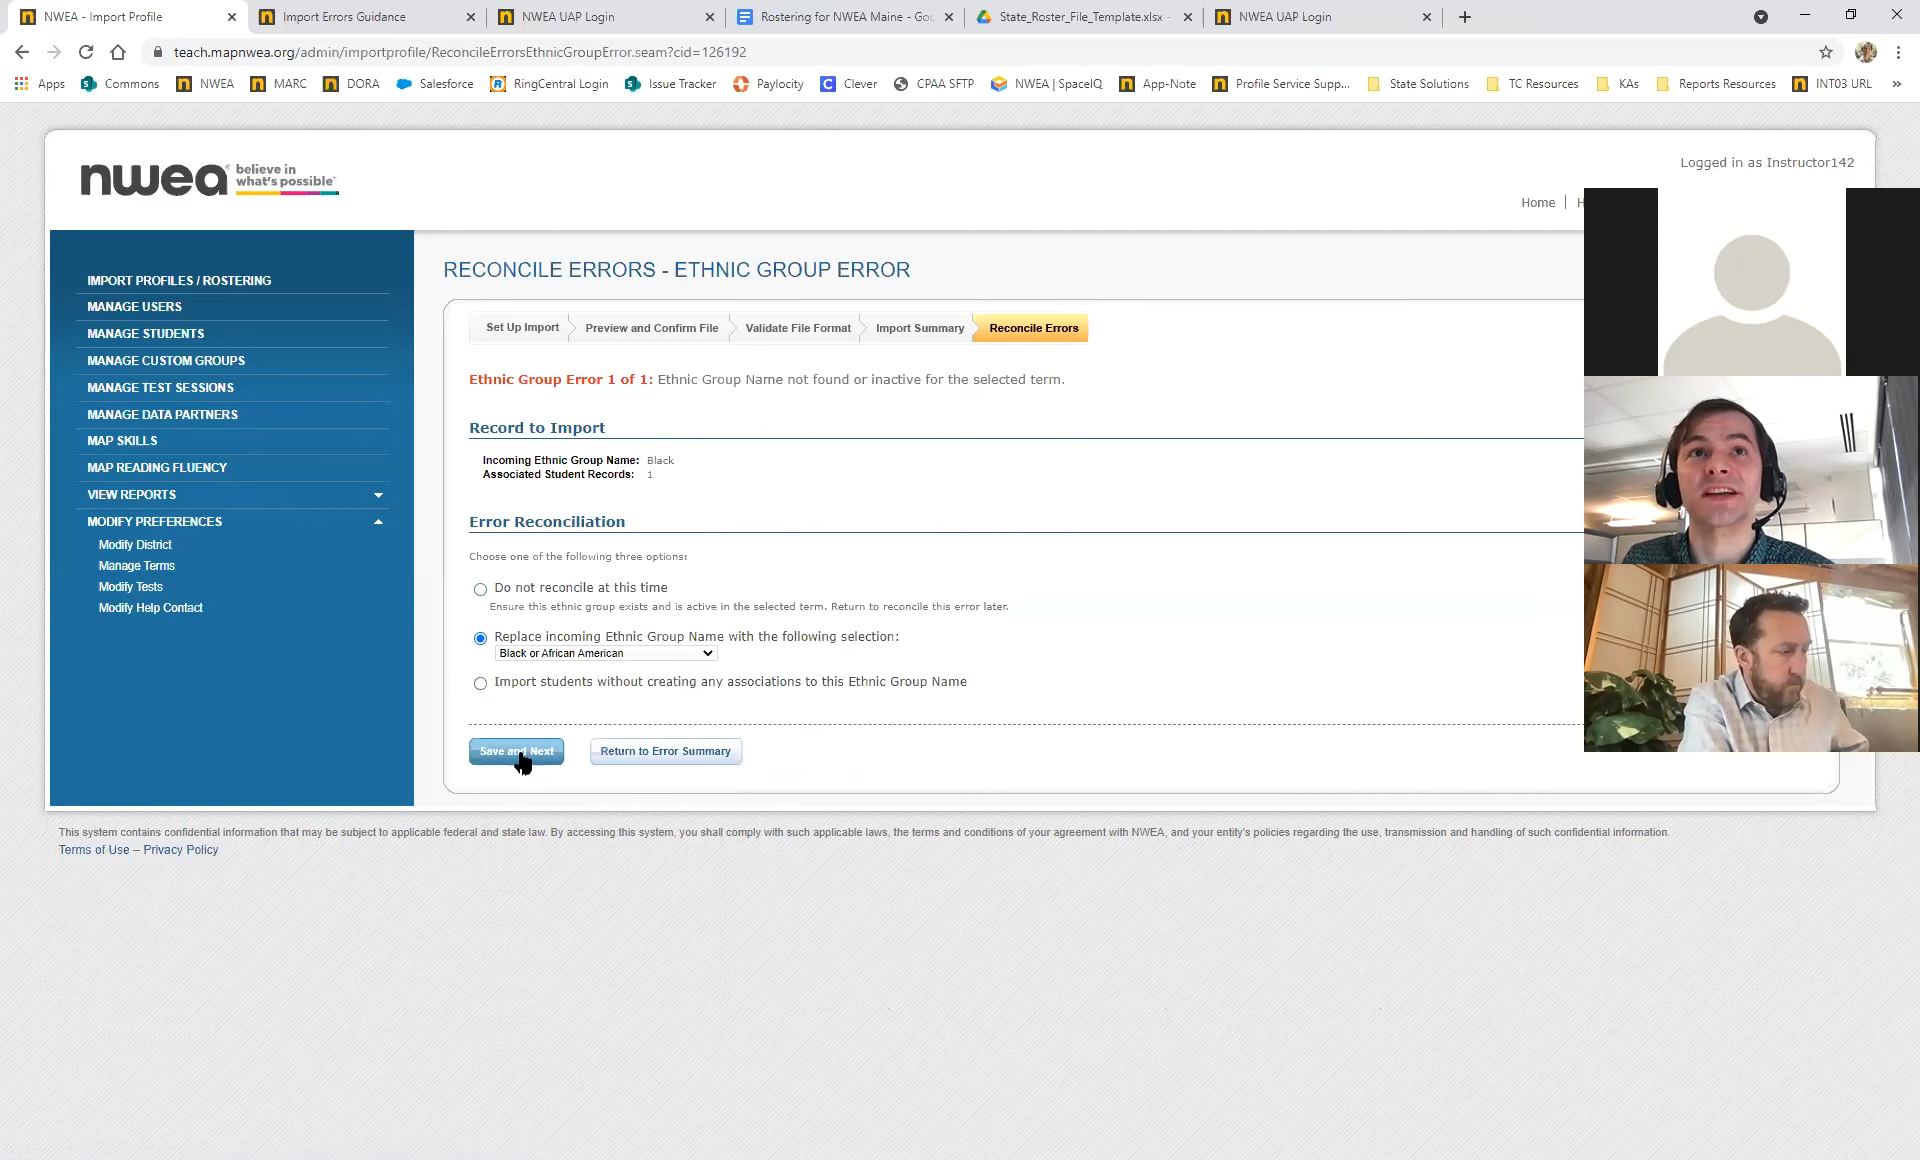 NWEA - Import Profile
Import Errors Guidance
NWEA UAP Login
Rostering for NWEA Maine - Goo
State_Roster_File_Template.xlsx -
NWEA UAP Login
teach.mapnwea.org/admin/importprofile/ReconcileErrorsEthnicGroupError.seam?cid=126192
Apps
Commons
NWEA
MARC
DORA
Salesforce
RingCentral Login
Issue Tracker
Paylocity
Clever
CPAA SFTP
NWEA | SpaceIQ
App-Note
Profile Service Supp...
State Solutions
TC Resources
KAs
Reports Resources
INT03 URL
»
nwea believe in
what's possible
Logged in as Instructor142
Home | H
IMPORT PROFILES / ROSTERING
MANAGE USERS
MANAGE STUDENTS
MANAGE CUSTOM GROUPS
MANAGE TEST SESSIONS
MANAGE DATA PARTNERS
MAP SKILLS
MAP READING FLUENCY
VIEW REPORTS
MODIFY PREFERENCES
Modify District
Manage Terms
Modify Tests
Modify Help Contact
RECONCILE ERRORS - ETHNIC GROUP ERROR
Set Up Import
Preview and Confirm File
Validate File Format
Import Summary
Reconcile Errors
Ethnic Group Error 1 of 1: Ethnic Group Name not found or inactive for the selected term.
Record to Import
Incoming Ethnic Group Name: Black
Associated Student Records: 1
Error Reconciliation
Choose one of the following three options:
Do not reconcile at this time
Ensure this ethnic group exists and is active in the selected term. Return to reconcile this error later.
Replace incoming Ethnic Group Name with the following selection:
Black or African American
Import students without creating any associations to this Ethnic Group Name
Save and Next
Return to Error Summary
This system contains confidential information that may be subject to applicable federal and state law. By accessing this system, you shall comply with such applicable laws, the terms and conditions of your agreement with NWEA, and your entity's policies regarding the use, transmission and handling of such confidential information.
Terms of Use – Privacy Policy